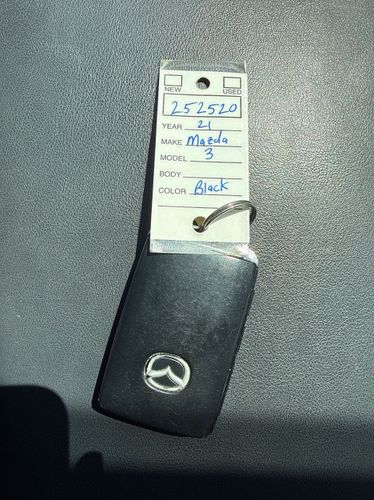 NEW USED
252520
YEAR 21
MAKE Mazda
MODEL 3
BODY
COLOR Black